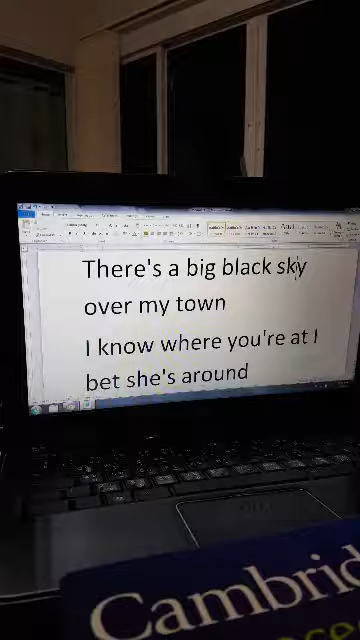 There's a big black sky
over my town
I know where you're at I
bet she's around
Cambrid